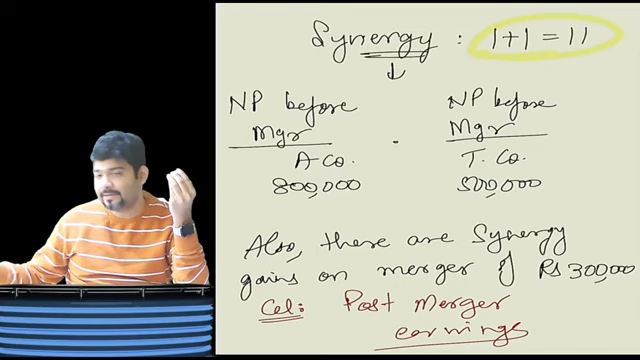 Synergy : 1+1 = 11
NP before
Mgr
A Co.
800,000
NP before
Mgr
T. Co.
500,000
Also, there are Synergy
gains on merger of Rs 300,000
Cal: Post Merger
earnings